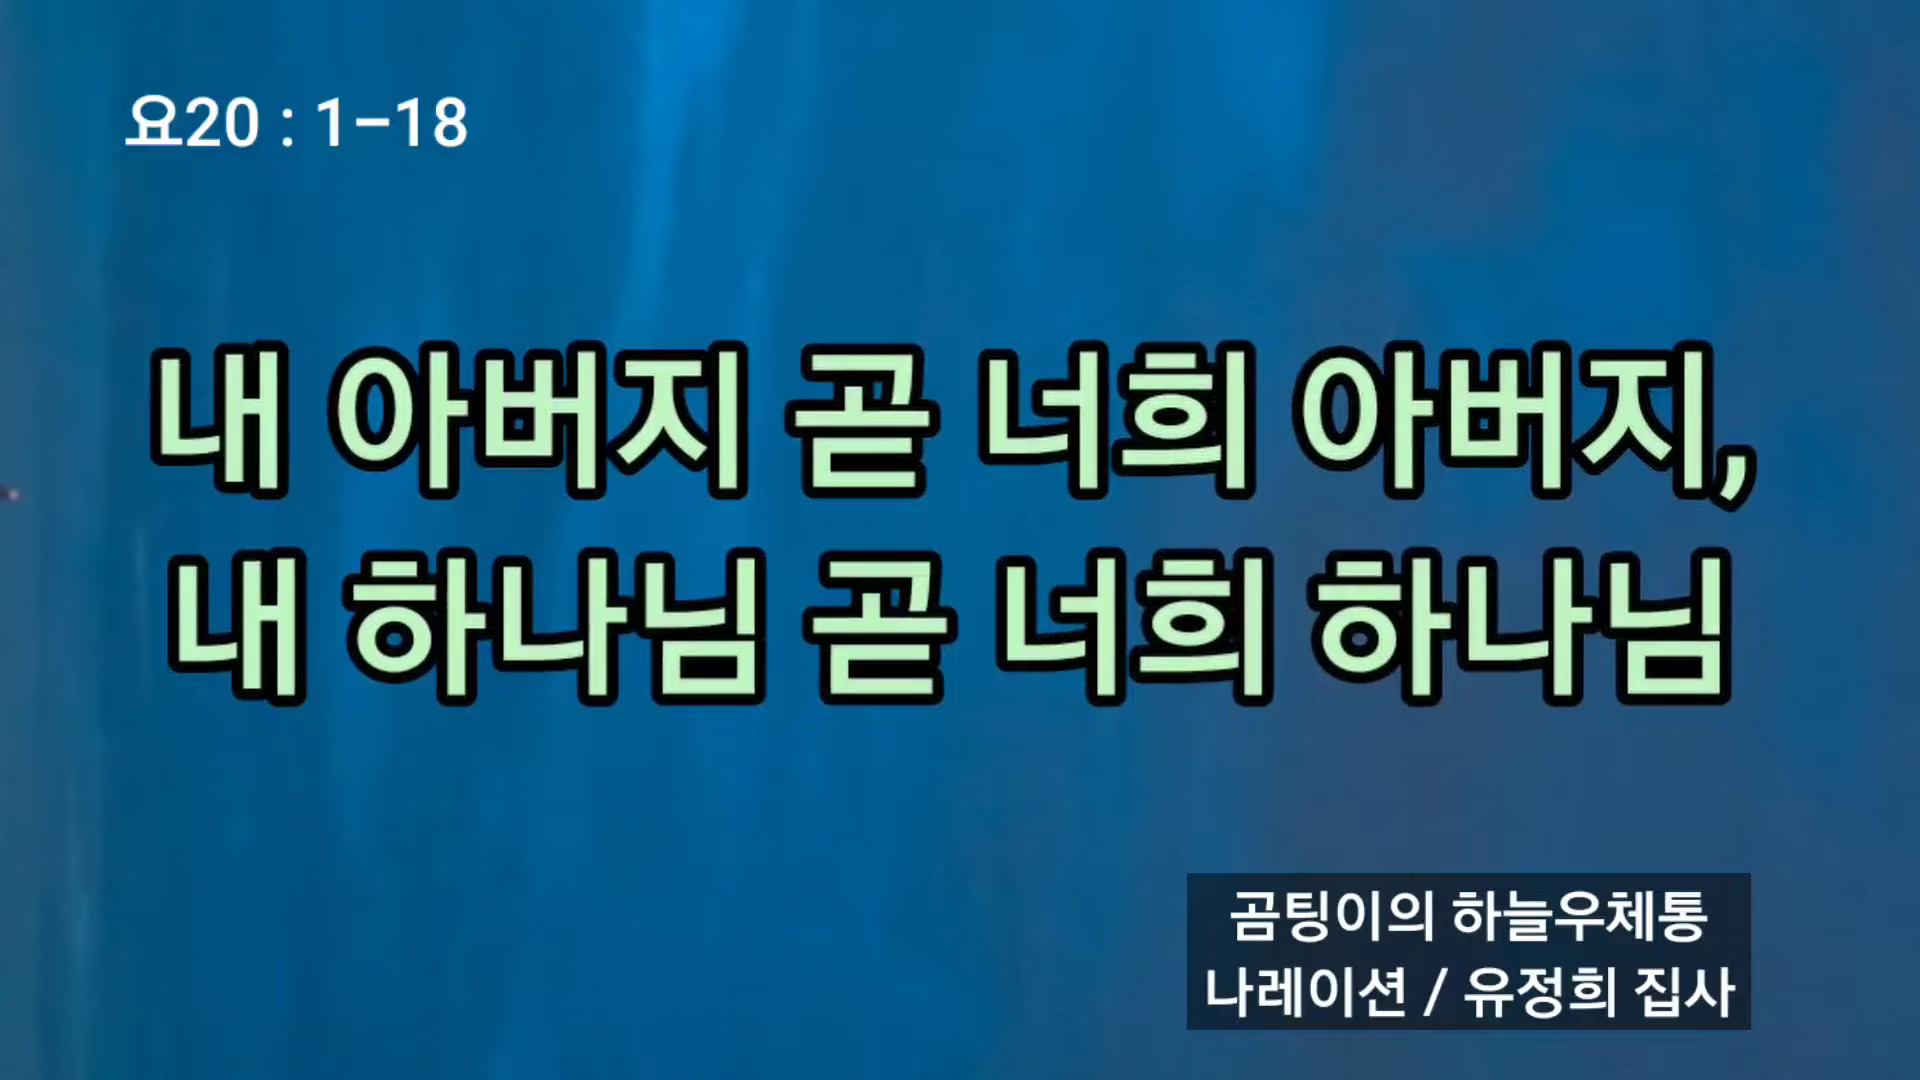 요20 : 1-18
내 아버지 곧 너희 아버지,
내 하나님 곧 너희 하나님
곰팅이의 하늘우체통
나레이션 / 유정희 집사